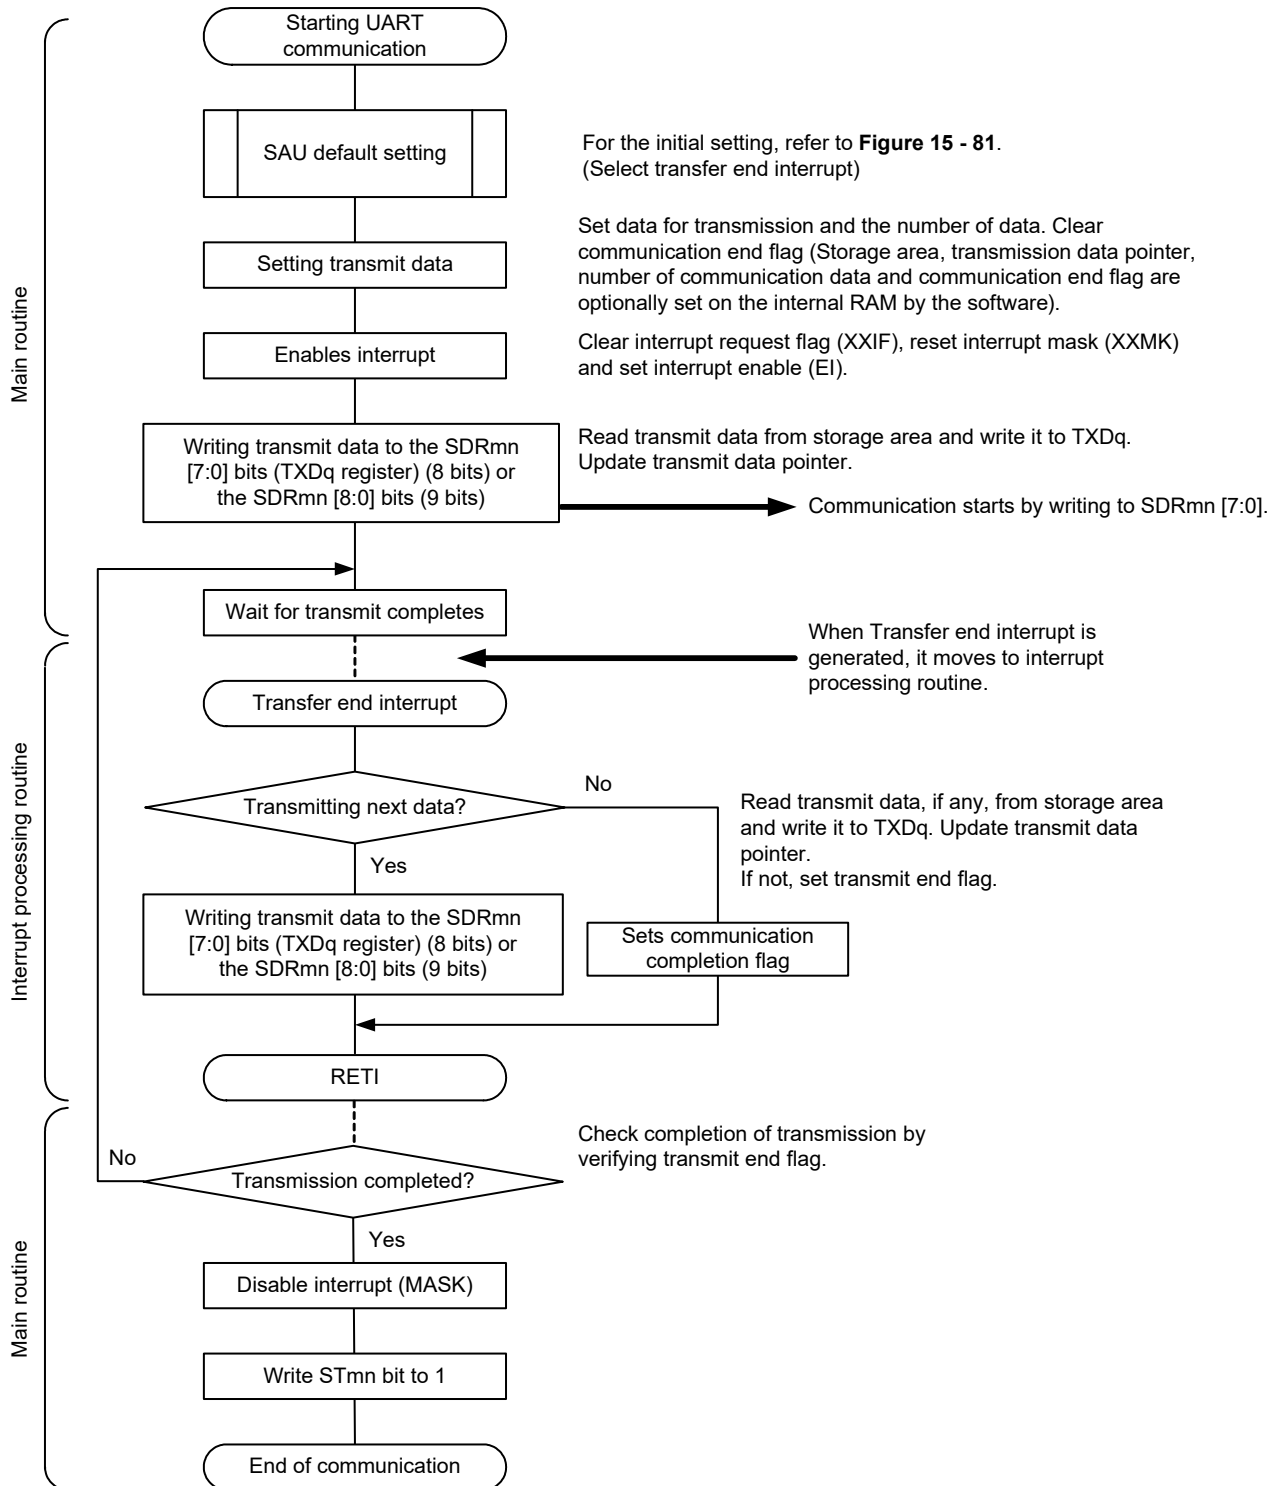 Starting UART
communication
SAU default setting
For the initial setting, refer to Figure 15 - 81.
(Select transfer end interrupt)
Setting transmit data
Set data for transmission and the number of data. Clear
communication end flag (Storage area, transmission data pointer,
number of communication data and communication end flag are
optionally set on the internal RAM by the software).
Main routine
Enables interrupt
Clear interrupt request flag (XXIF), reset interrupt mask (XXMK)
and set interrupt enable (EI).
Writing transmit data to the SDRmn
[7:0] bits (TXDq register) (8 bits) or
the SDRmn [8:0] bits (9 bits)
Read transmit data from storage area and write it to TXDq.
Update transmit data pointer.
Communication starts by writing to SDRmn [7:0].
Wait for transmit completes
When Transfer end interrupt is
generated, it moves to interrupt
processing routine.
Transfer end interrupt
Interrupt processing routine
Transmitting next data?
No
Yes
Read transmit data, if any, from storage area
and write it to TXDq. Update transmit data
pointer.
If not, set transmit end flag.
Writing transmit data to the SDRmn
[7:0] bits (TXDq register) (8 bits) or
the SDRmn [8:0] bits (9 bits)
Sets communication
completion flag
RETI
Check completion of transmission by
verifying transmit end flag.
No
Transmission completed?
Yes
Main routine
Disable interrupt (MASK)
Write STmn bit to 1
End of communication